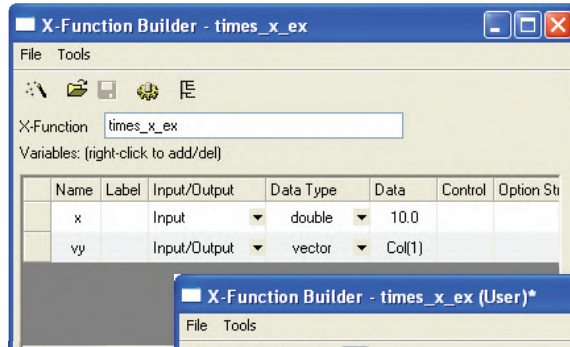 X-Function Builder - times_x_ex
File Tools
X-Function times_x_ex
Variables: (right-click to add/del)
Name Label Input/Output Data Type Data Control Option Str
x Input double 10.0
vy Input/Output vector Col(1)
X-Function Builder - times_x_ex (User)*
File Tools